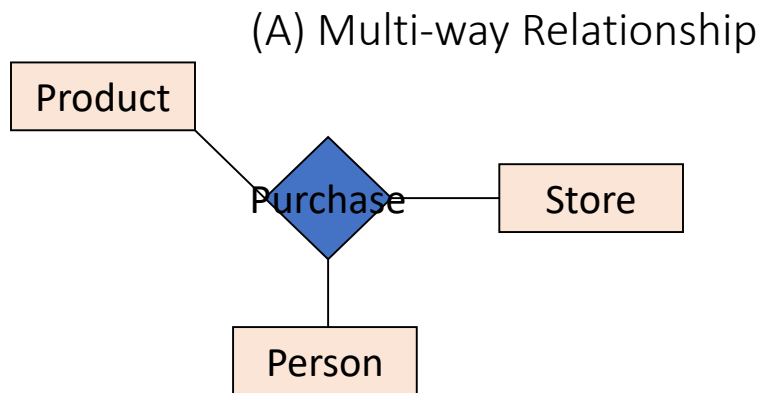 (A) Multi-way Relationship
Product
Purchase
Store
Person